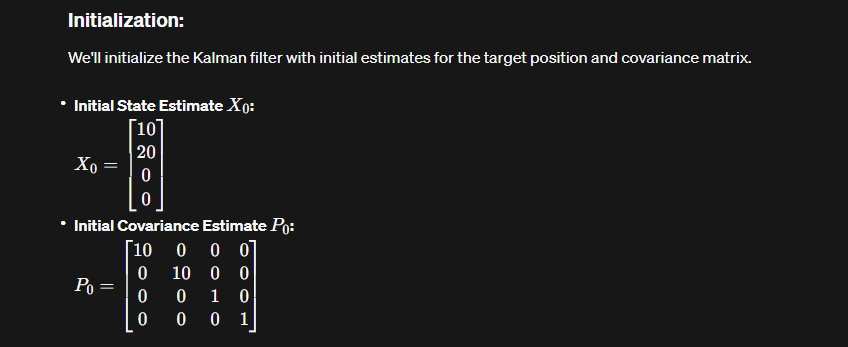 Initialization:
We'll initialize the Kalman filter with initial estimates for the target position and covariance matrix.
• Initial State Estimate X₀:
X₀ = [10
20
0
0]
• Initial Covariance Estimate P₀:
P₀ = [10 0 0 0
0 10 0 0
0 0 1 0
0 0 0 1]